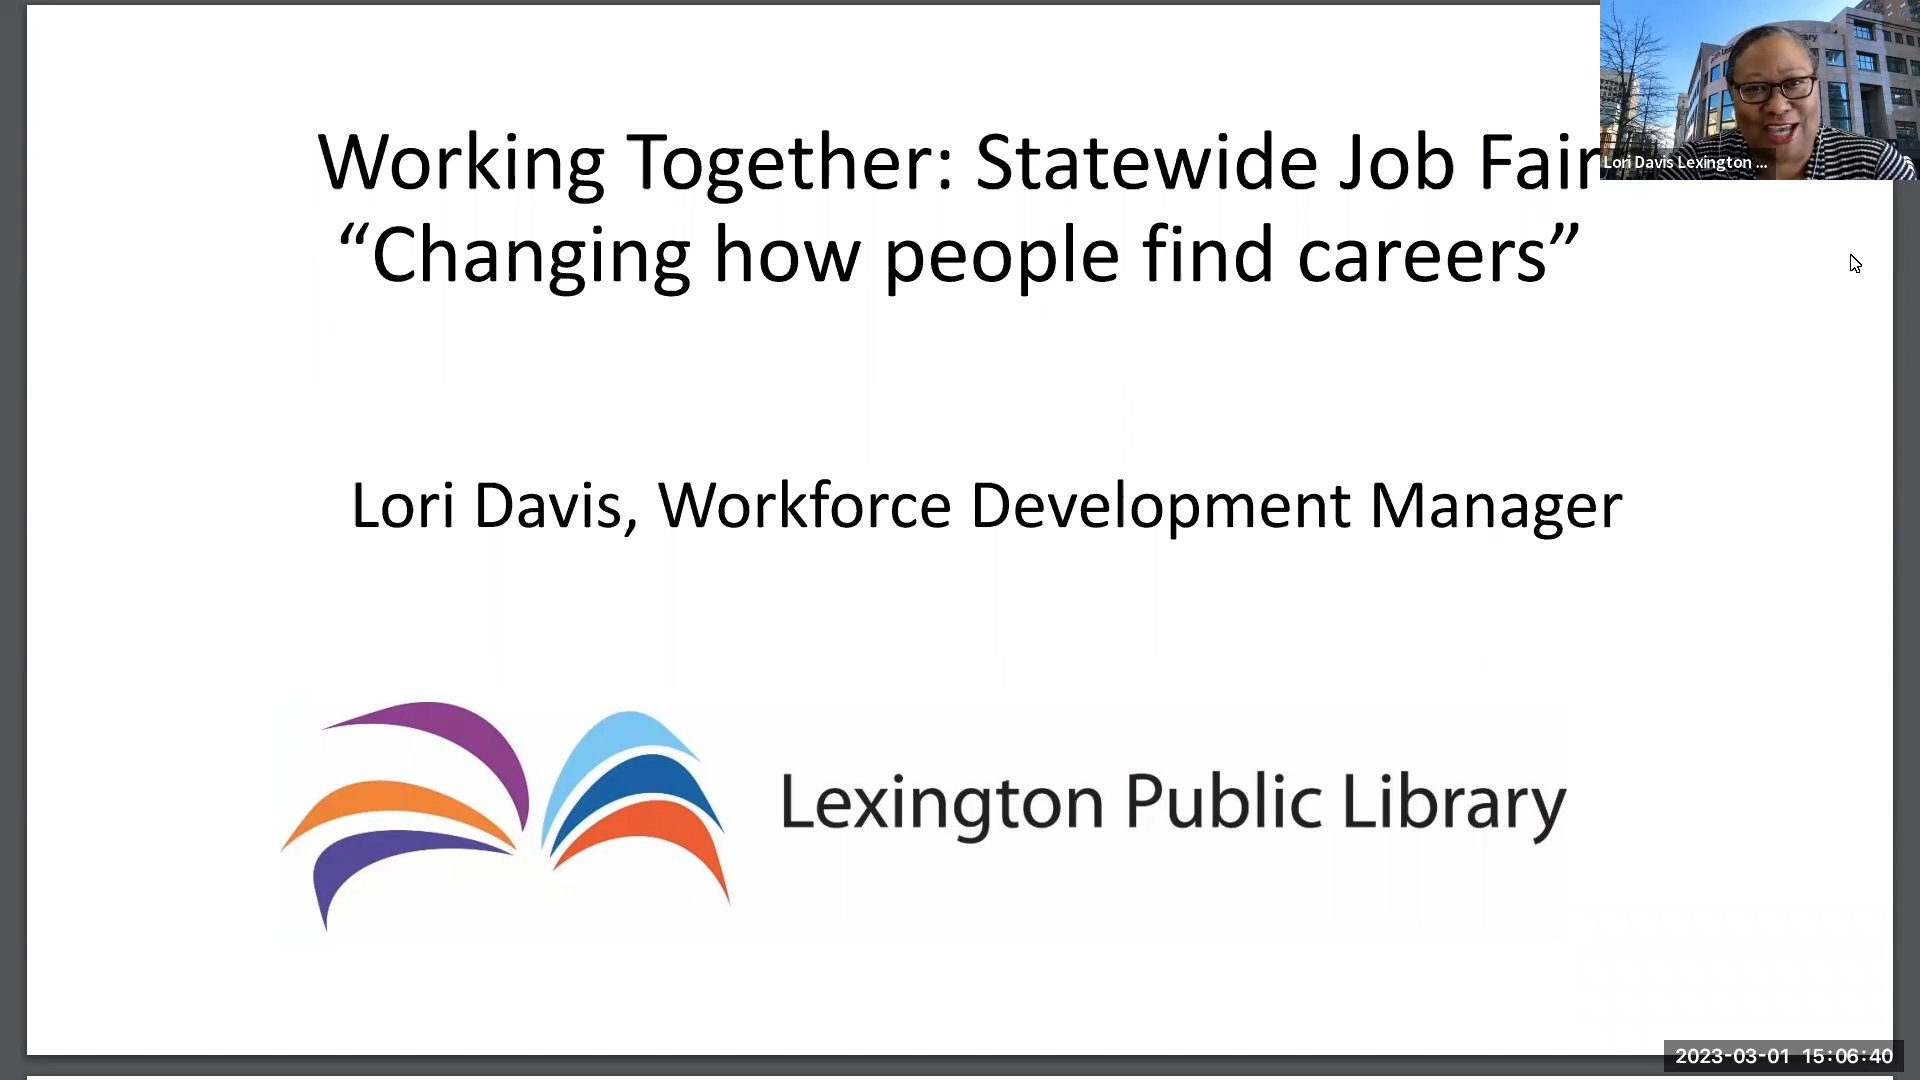 Working Together: Statewide Job Fair
“Changing how people find careers”
Lori Davis Lexington ...
Lori Davis, Workforce Development Manager
Lexington Public Library
2023-03-01 15:06:40